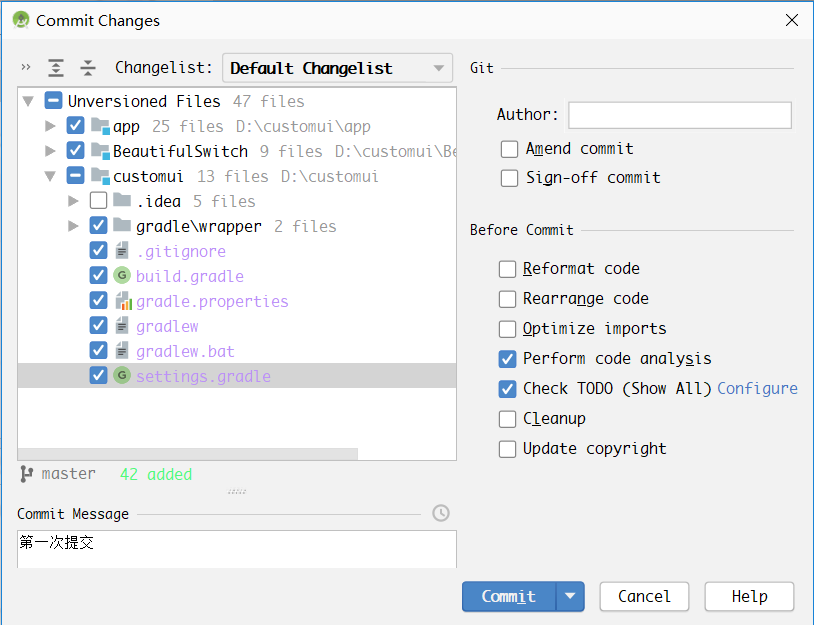 Commit Changes
Changelist: Default Changelist
Unversioned Files 47 files
app 25 files D:\customui\app
BeautifulSwitch 9 files D:\customui\Be
customui 13 files D:\customui
.idea 5 files
gradle\wrapper 2 files
.gitignore
build.gradle
gradle.properties
gradlew
gradlew.bat
settings.gradle
master 42 added
Commit Message
第一次提交
Git
Author:
Amend commit
Sign-off commit
Before Commit
Reformat code
Rearrange code
Optimize imports
Perform code analysis
Check TODO (Show All) Configure
Cleanup
Update copyright
Commit Cancel Help